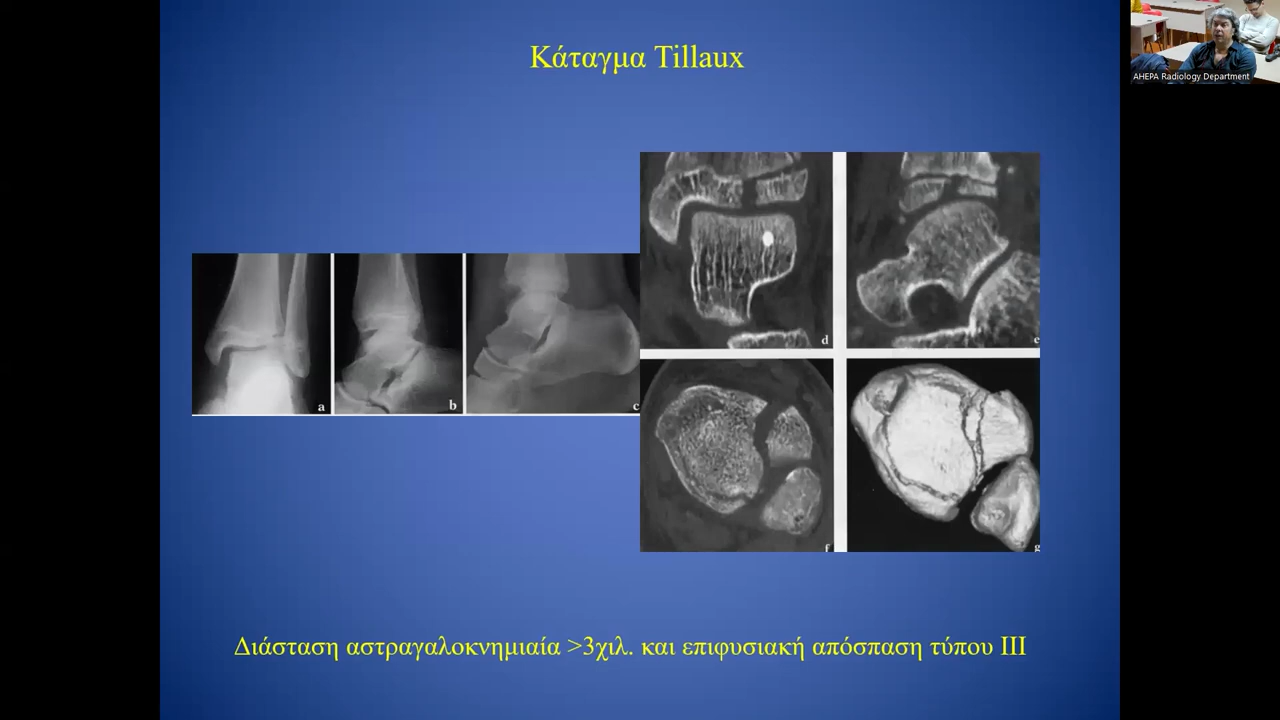 Κάταγμα Tillaux
AHEPA Radiology Department
a
b
c
d
e
f
g
Διάσταση αστραγαλοκνημιαία >3χιλ. και επιφυσιακή απόσπαση τύπου ΙΙΙ